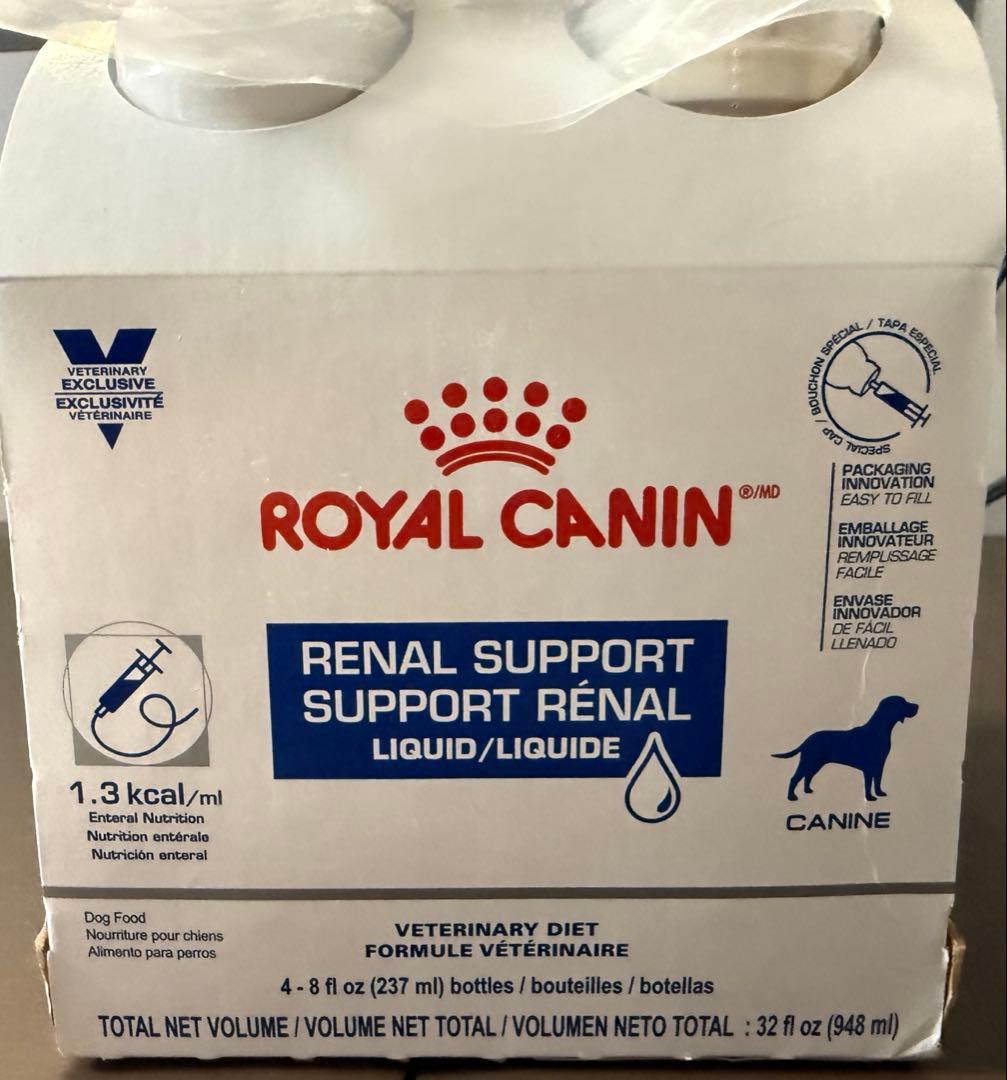 VETERINARY
EXCLUSIVE
EXCLUSIVITÉ
VÉTÉRINAIRE
SPECIAL CAP / BOUCHON SPÉCIAL / TAPA ESPECIAL
PACKAGING
INNOVATION
EASY TO FILL
EMBALLAGE
INNOVATEUR
REMPLISSAGE
FACILE
ENVASE
INNOVADOR
DE FÁCIL
LLENADO
ROYAL CANIN®/MD
RENAL SUPPORT
SUPPORT RÉNAL
LIQUID/LIQUIDE
1.3 kcal/ml
Enteral Nutrition
Nutrition entérale
Nutrición enteral
CANINE
Dog Food
Nourriture pour chiens
Alimento para perros
VETERINARY DIET
FORMULE VÉTÉRINAIRE
4 - 8 fl oz (237 ml) bottles / bouteilles / botellas
TOTAL NET VOLUME / VOLUME NET TOTAL / VOLUMEN NETO TOTAL : 32 fl oz (948 ml)